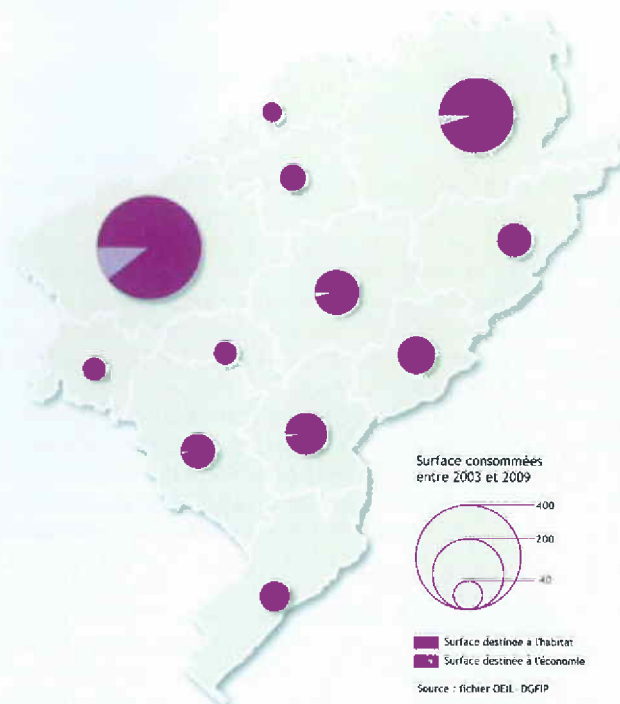 Surface consommées
entre 2003 et 2009
400
200
40
Surface destinée à l'habitat
Surface destinée à l'économie
Source : fichier OEIL- DGFIP